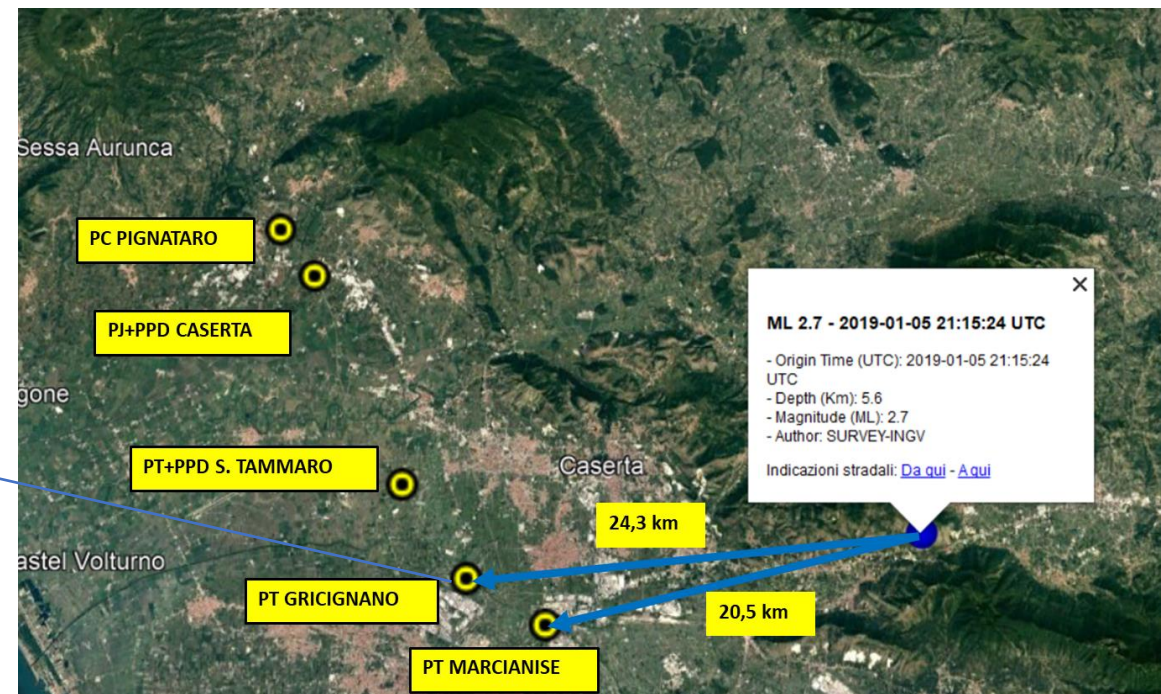 Sessa Aurunca
PC PIGNATARO
PJ+PPD CASERTA
ML 2.7 - 2019-01-05 21:15:24 UTC
- Origin Time (UTC): 2019-01-05 21:15:24
UTC
- Depth (Km): 5.6
- Magnitude (ML): 2.7
- Author: SURVEY-INGV
Indicazioni stradali: Da qui - A qui
gone
PT+PPD S. TAMMARO
Caserta
24,3 km
astel Volturno
PT GRICIGNANO
20,5 km
PT MARCIANISE